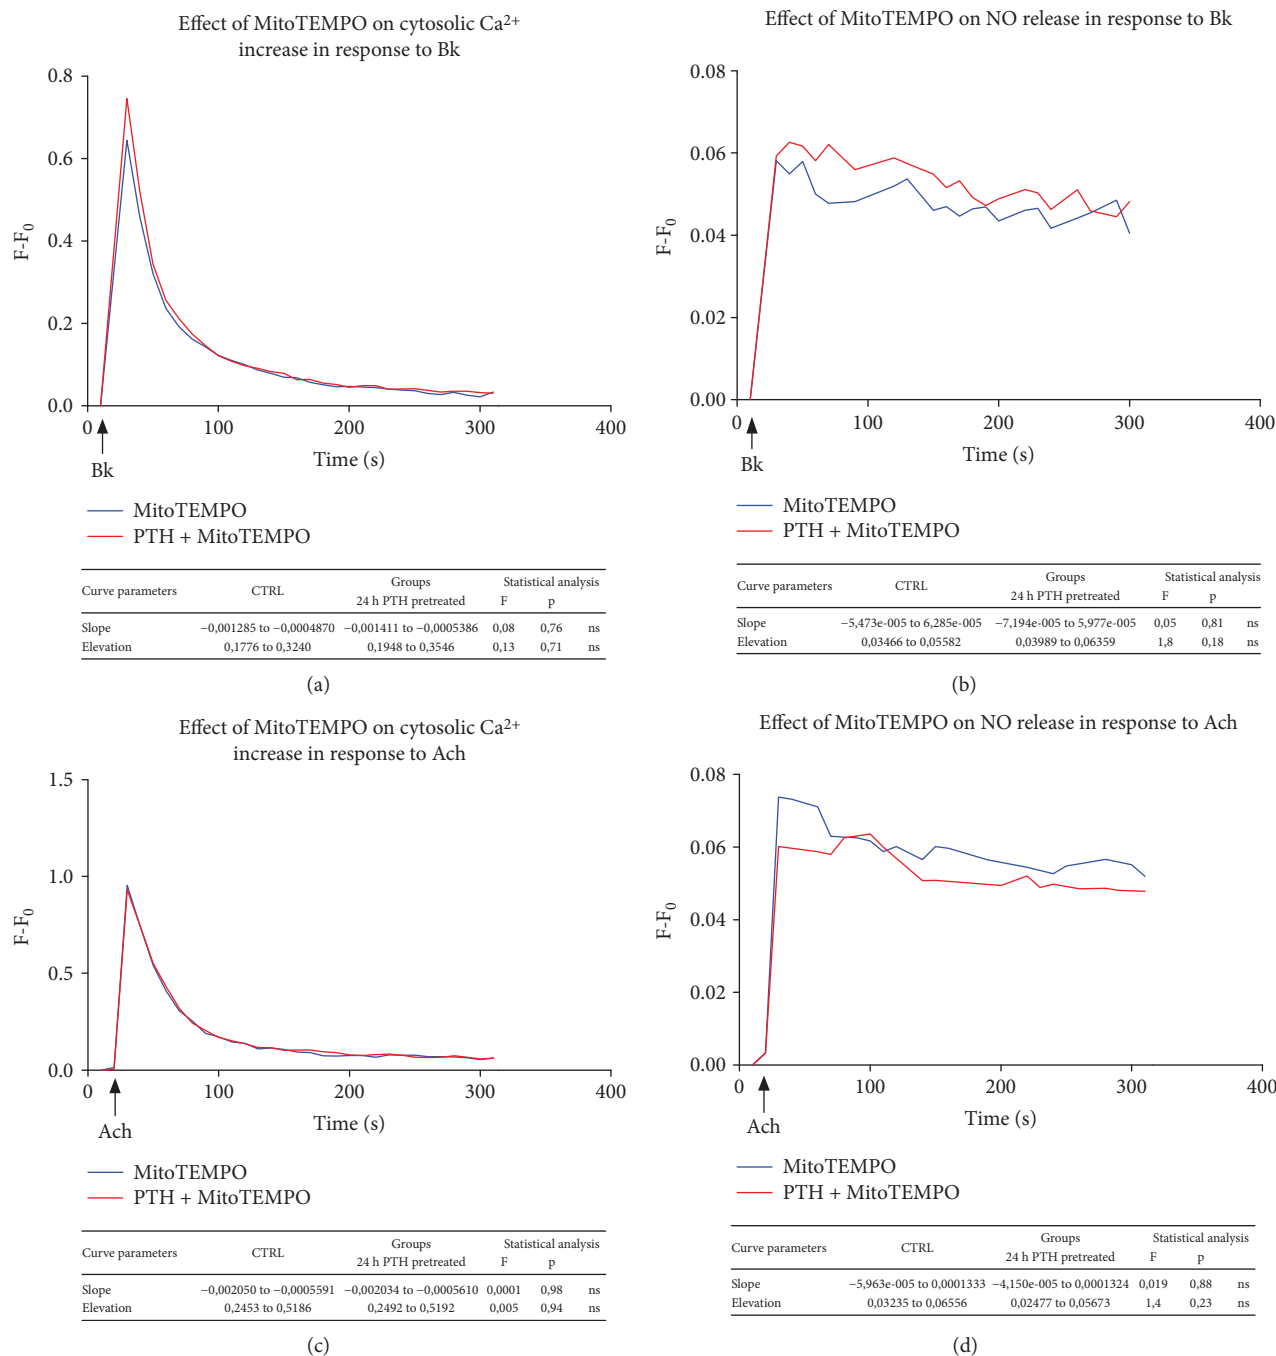 Effect of MitoTEMPO on cytosolic Ca²⁺
increase in response to Bk
0.8
0.6
0.4
0.2
0.0
F-F₀
0 100 200 300 400
Time (s)
Bk
MitoTEMPO
PTH + MitoTEMPO
Curve parameters CTRL Groups Statistical analysis
24 h PTH pretreated F p
Slope −0,001285 to −0,0004870 −0,001411 to −0,0005386 0,08 0,76 ns
Elevation 0,1776 to 0,3240 0,1948 to 0,3546 0,13 0,71 ns
(a)
Effect of MitoTEMPO on NO release in response to Bk
0.08
0.06
0.04
0.02
0.00
F-F₀
0 100 200 300 400
Time (s)
Bk
MitoTEMPO
PTH + MitoTEMPO
Curve parameters CTRL Groups Statistical analysis
24 h PTH pretreated F p
Slope −5,473e-005 to 6,285e-005 −7,194e-005 to 5,977e-005 0,05 0,81 ns
Elevation 0,03466 to 0,05582 0,03989 to 0,06359 1,8 0,18 ns
(b)
Effect of MitoTEMPO on cytosolic Ca²⁺
increase in response to Ach
1.5
1.0
0.5
0.0
F-F₀
0 100 200 300 400
Time (s)
Ach
MitoTEMPO
PTH + MitoTEMPO
Curve parameters CTRL Groups Statistical analysis
24 h PTH pretreated F p
Slope −0,002050 to −0,0005591 −0,002034 to −0,0005610 0,0001 0,98 ns
Elevation 0,2453 to 0,5186 0,2492 to 0,5192 0,005 0,94 ns
(c)
Effect of MitoTEMPO on NO release in response to Ach
0.08
0.06
0.04
0.02
0.00
F-F₀
0 100 200 300 400
Time (s)
Ach
MitoTEMPO
PTH + MitoTEMPO
Curve parameters CTRL Groups Statistical analysis
24 h PTH pretreated F p
Slope −5,963e-005 to 0,0001333 −4,150e-005 to 0,0001324 0,019 0,88 ns
Elevation 0,03235 to 0,06556 0,02477 to 0,05673 1,4 0,23 ns
(d)